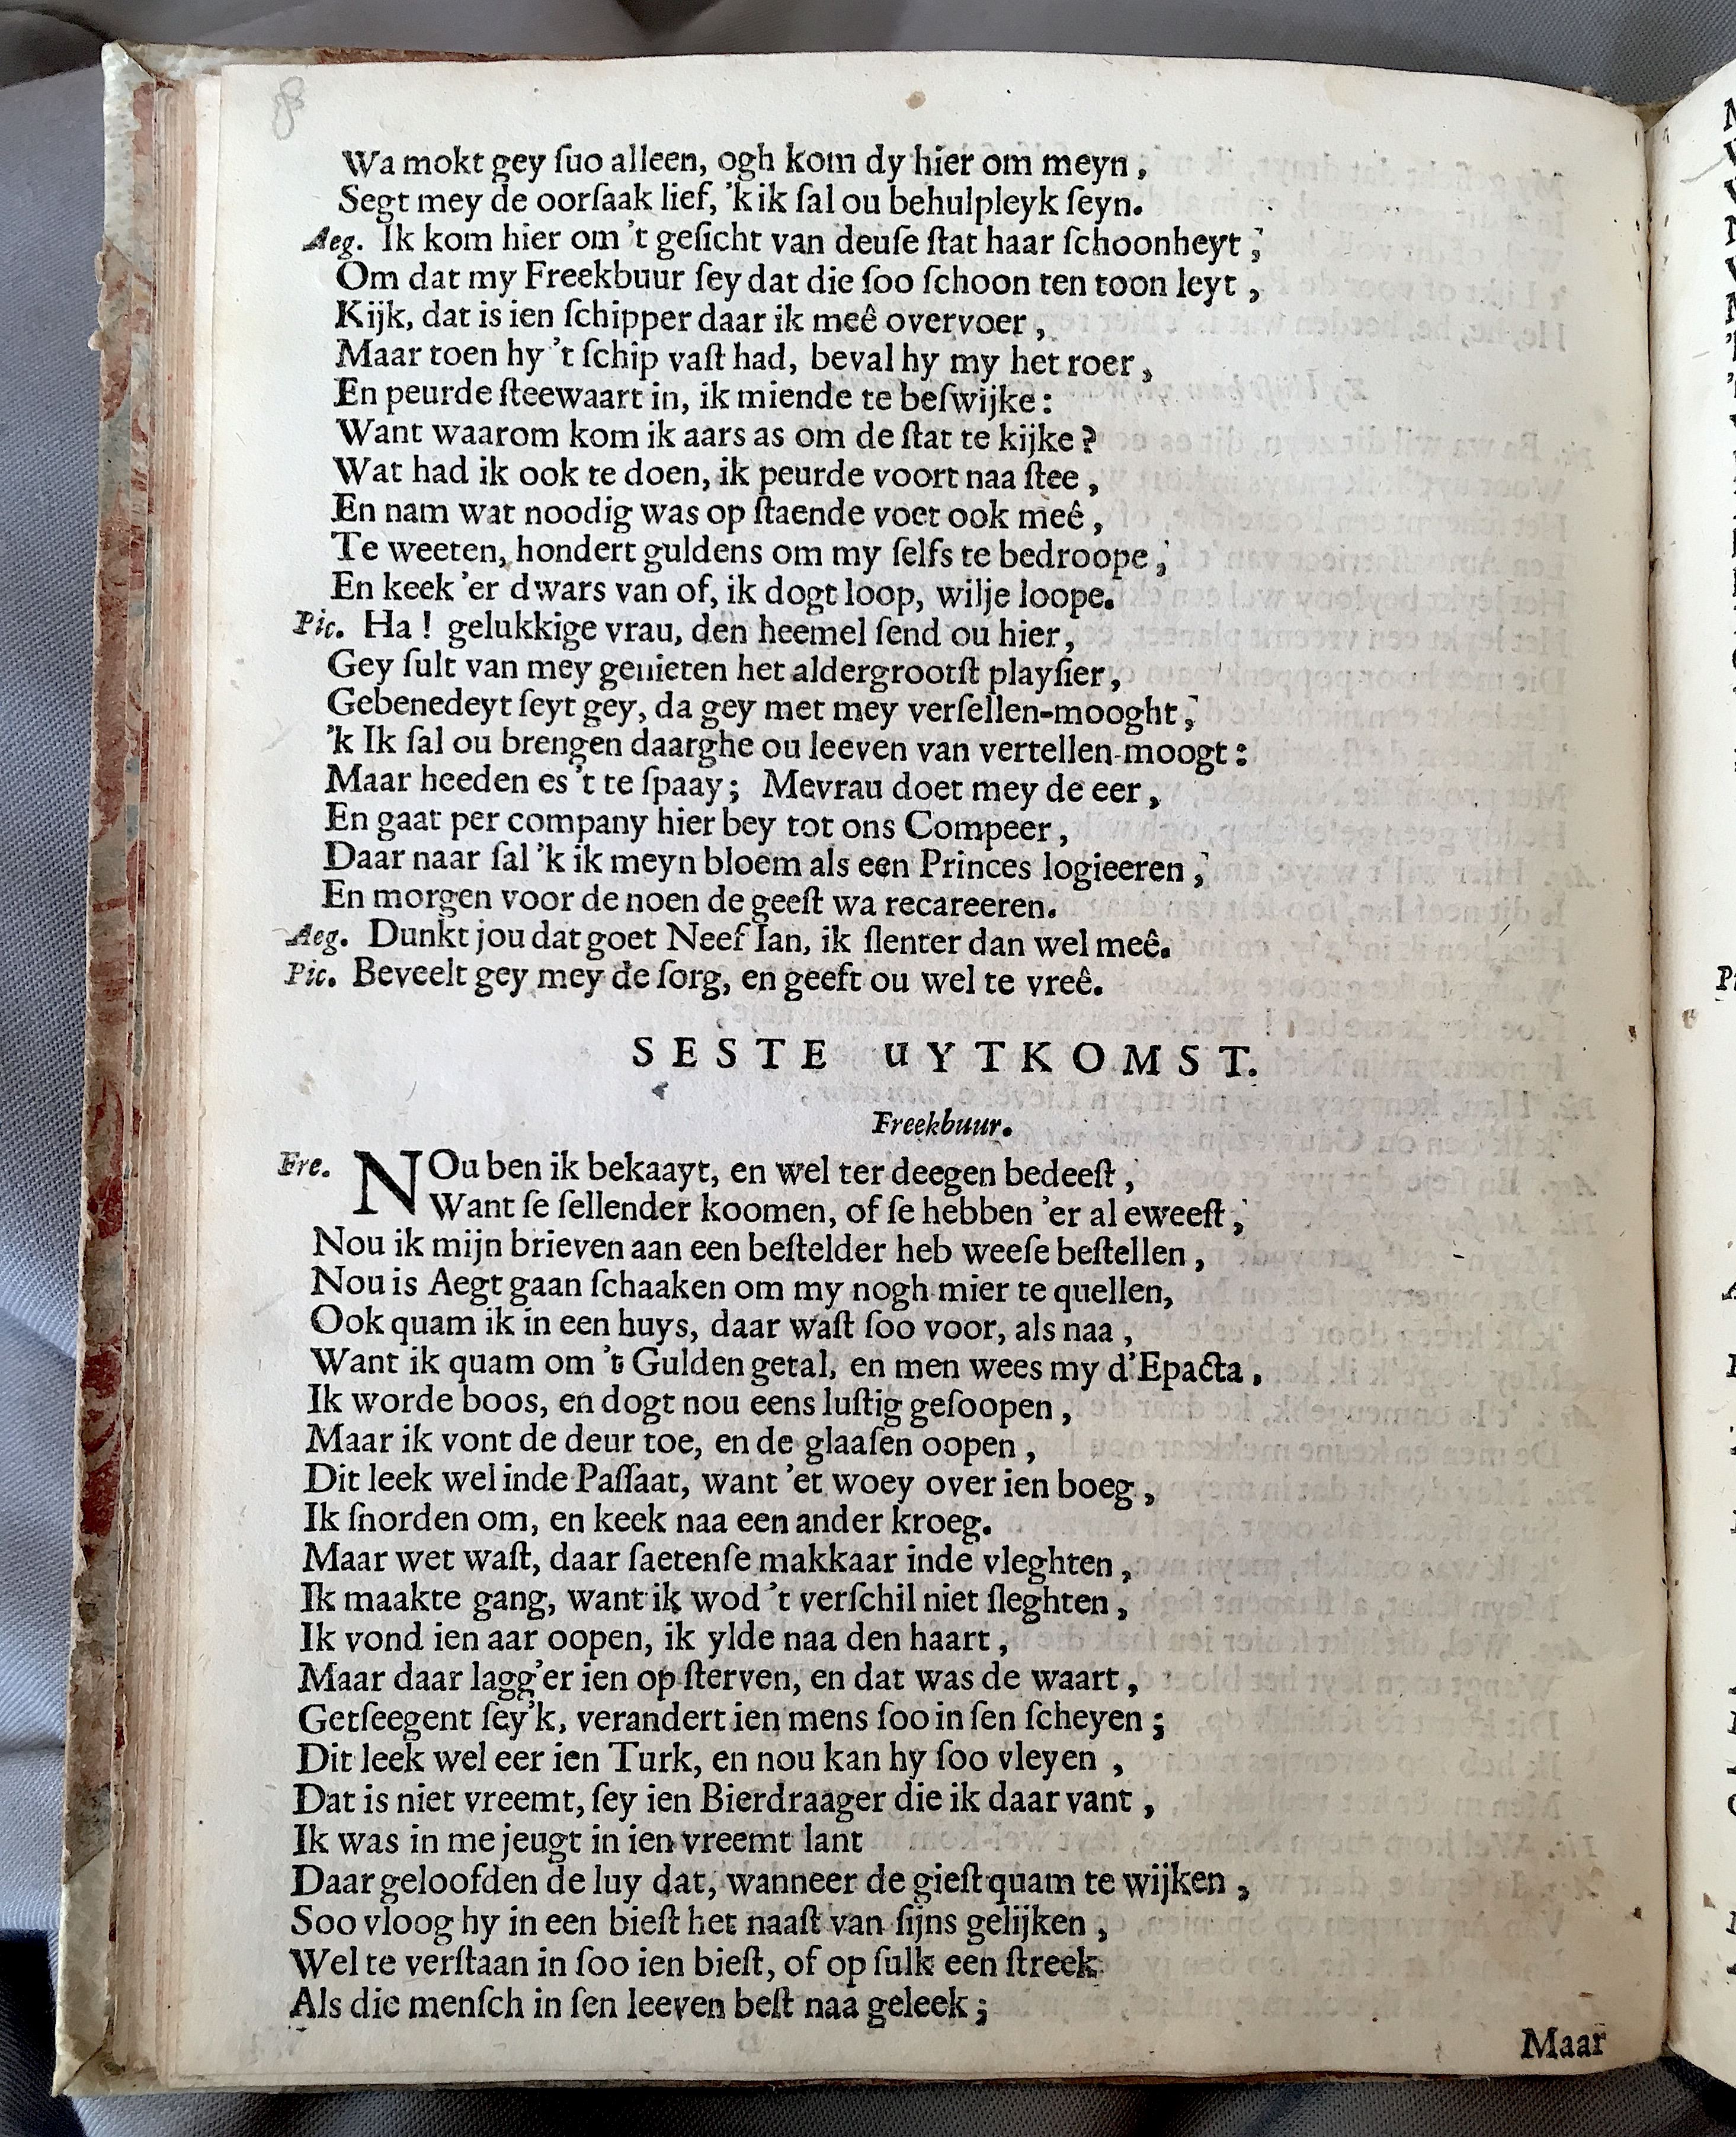 8
Wa mokt gey ſuo alleen, ogh kom dy hier om meyn,
Segt mey de oorſaak lief, 'k ik ſal ou behulpleyk ſeyn.
Aeg. Ik kom hier om 't geſicht van deuſe ſtat haar ſchoonheyt,
Om dat my Freekbuur ſey dat die ſoo ſchoon ten toon leyt,
Kijk, dat is ien ſchipper daar ik meê overvoer,
Maar toen hy 't ſchip vaſt had, beval hy my het roer,
En peurde ſteewaart in, ik miende te beſwijke:
Want waarom kom ik aars as om de ſtat te kijke?
Wat had ik ook te doen, ik peurde voort naa ſtee,
En nam wat noodig was op ſtaende voet ook meê,
Te weeten, hondert guldens om my ſelfs te bedroope,
En keek 'er dwars van of, ik dogt loop, wilje loope.
Pic. Ha! gelukkige vrau, den heemel ſend ou hier,
Gey ſult van mey genieten het aldergrootſt playſier,
Gebenedeyt ſeyt gey, da gey met mey verſellen-mooght,
'k Ik ſal ou brengen daarghe ou leeven van vertellen-moogt:
Maar heeden es 't te ſpaay; Mevrau doet mey de eer,
En gaat per company hier bey tot ons Compeer,
Daar naar ſal 'k ik meyn bloem als een Princes logieeren,
En morgen voor de noen de geeſt wa recareeren.
Aeg. Dunkt jou dat goet Neef Ian, ik ſlenter dan wel meê.
Pic. Beveelt gey mey de ſorg, en geeft ou wel te vreê.
SESTE UYTKOMST.
Freekbuur.
Fre. NOu ben ik bekaayt, en wel ter deegen bedeeſt,
Want ſe ſellender koomen, of ſe hebben 'er al eweeſt,
Nou ik mijn brieven aan een beſtelder heb weeſe beſtellen,
Nou is Aegt gaan ſchaaken om my nogh mier te quellen,
Ook quam ik in een huys, daar waſt ſoo voor, als naa,
Want ik quam om 't Gulden getal, en men wees my d'Epacta,
Ik worde boos, en dogt nou eens luſtig geſoopen,
Maar ik vont de deur toe, en de glaaſen oopen,
Dit leek wel inde Paſſaat, want 'et woey over ien boeg,
Ik ſnorden om, en keek naa een ander kroeg.
Maar wet waſt, daar ſaetenſe makkaar inde vleghten,
Ik maakte gang, want ik wod 't verſchil niet ſleghten,
Ik vond ien aar oopen, ik ylde naa den haart,
Maar daar lagg'er ien op ſterven, en dat was de waart,
Getſeegent ſey'k, verandert ien mens ſoo in ſen ſcheyen;
Dit leek wel eer ien Turk, en nou kan hy ſoo vleyen,
Dat is niet vreemt, ſey ien Bierdraager die ik daar vant,
Ik was in me jeugt in ien vreemt lant
Daar geloofden de luy dat, wanneer de gieſt quam te wijken,
Soo vloog hy in een bieſt het naaſt van ſijns gelijken,
Wel te verſtaan in ſoo ien bieſt, of op ſulk een ſtreek
Als die menſch in ſen leeven beſt naa geleek;
Maar